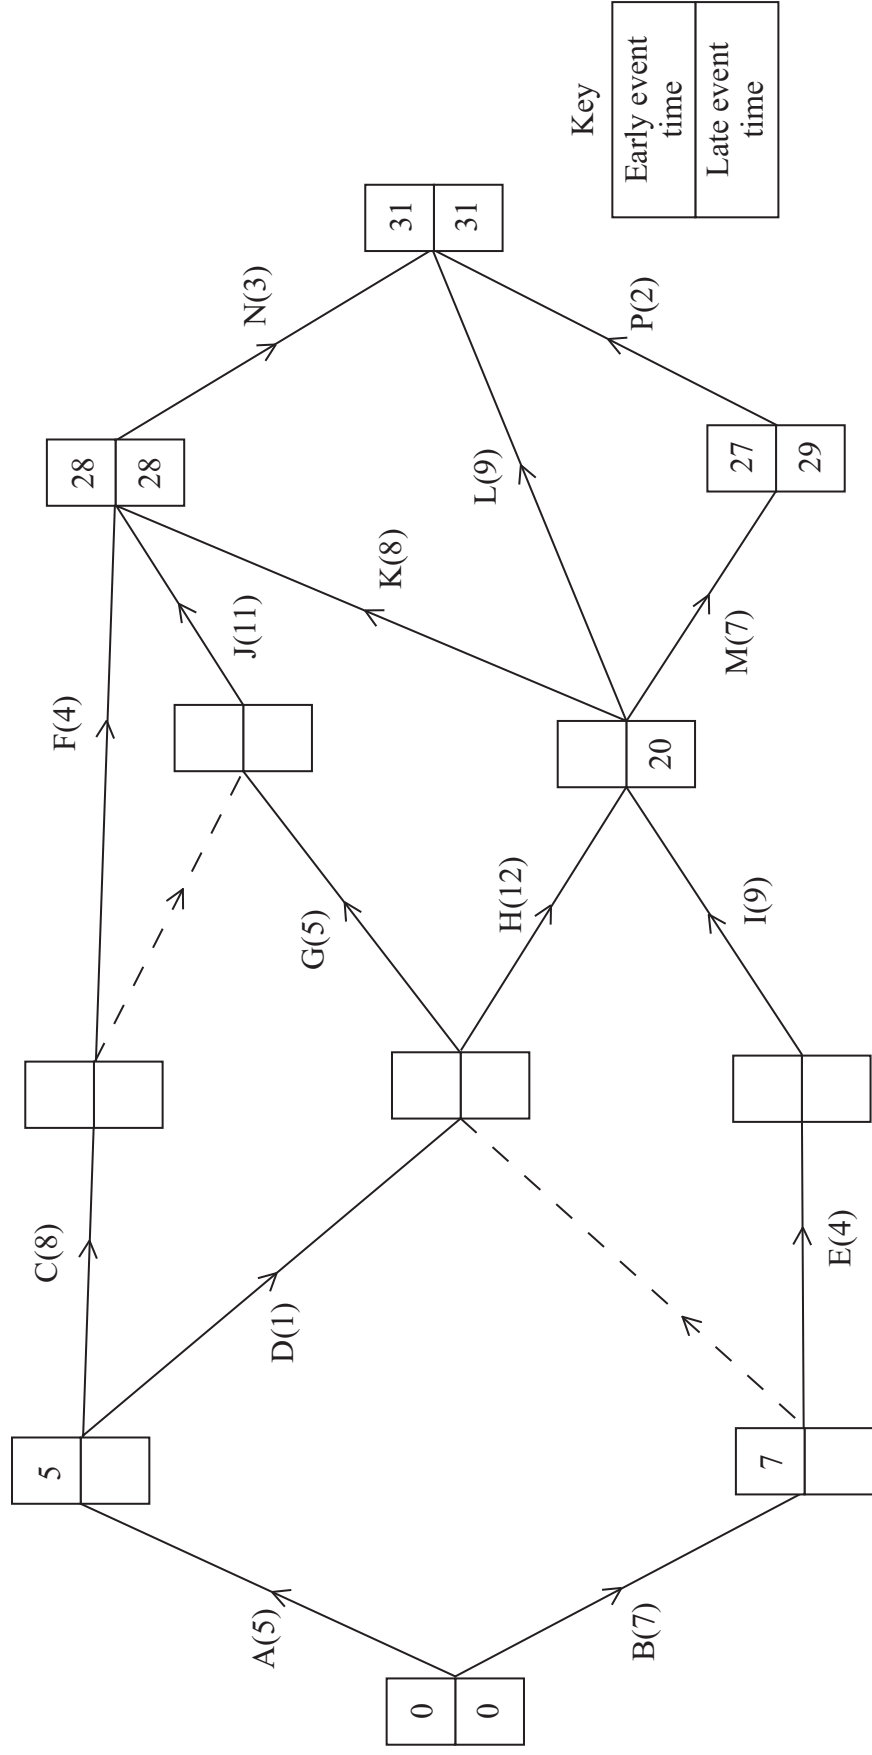 0
0
A(5)
B(7)
5
7
C(8)
D(1)
E(4)
F(4)
G(5)
H(12)
I(9)
20
J(11)
K(8)
L(9)
M(7)
28
28
27
29
N(3)
P(2)
31
31
Key
Early event
time
Late event
time